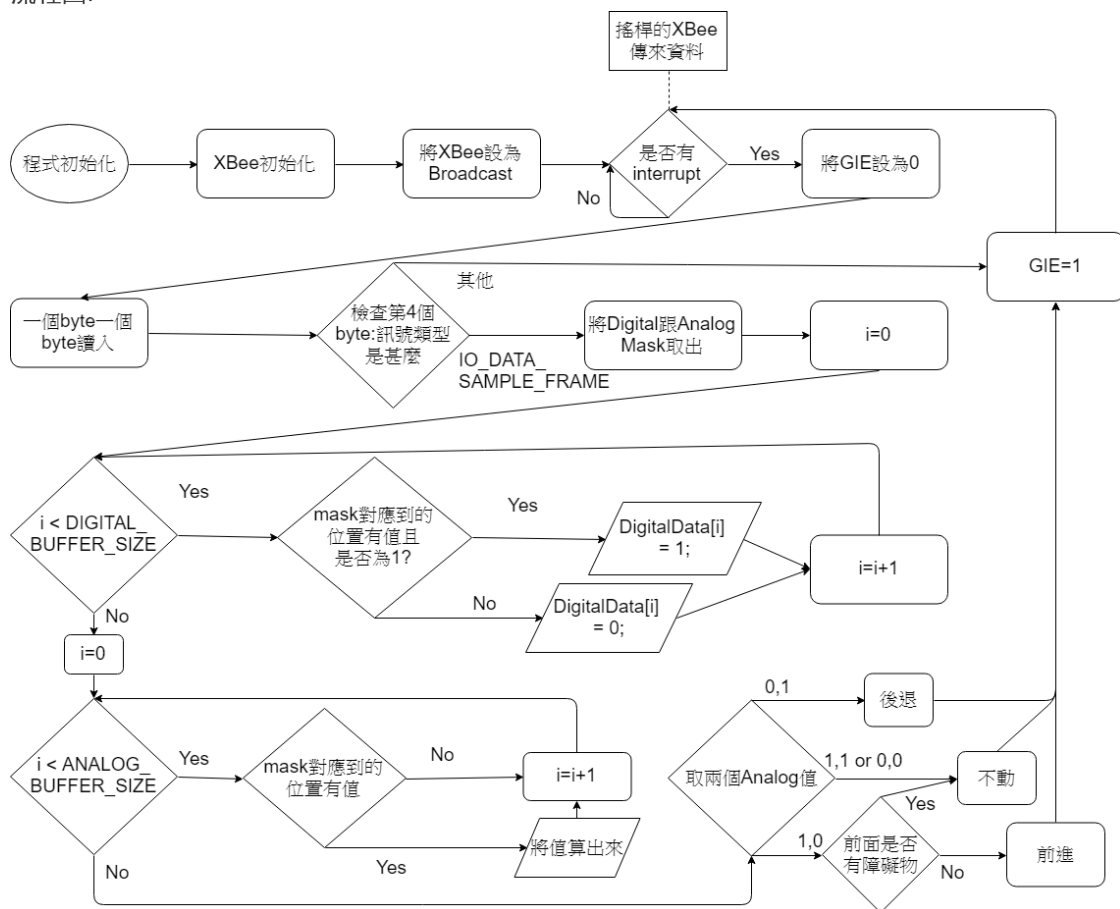 流程圖:
搖桿的XBee
傳來資料
程式初始化
XBee初始化
將XBee設為
Broadcast
是否有
interrupt
Yes
No
將GIE設為0
GIE=1
一個byte一個
byte讀入
檢查第4個
byte:訊號類型
是甚麼
其他
IO_DATA_
SAMPLE_FRAME
將Digital跟Analog
Mask取出
i=0
i < DIGITAL_
BUFFER_SIZE
Yes
No
mask對應到的
位置有值且
是否為1?
Yes
No
DigitalData[i]
= 1;
DigitalData[i]
= 0;
i=i+1
i=0
i < ANALOG_
BUFFER_SIZE
Yes
No
mask對應到的
位置有值
No
Yes
i=i+1
將值算出來
取兩個Analog值
0,1
後退
1,1 or 0,0
不動
1,0
前面是否
有障礙物
Yes
No
前進